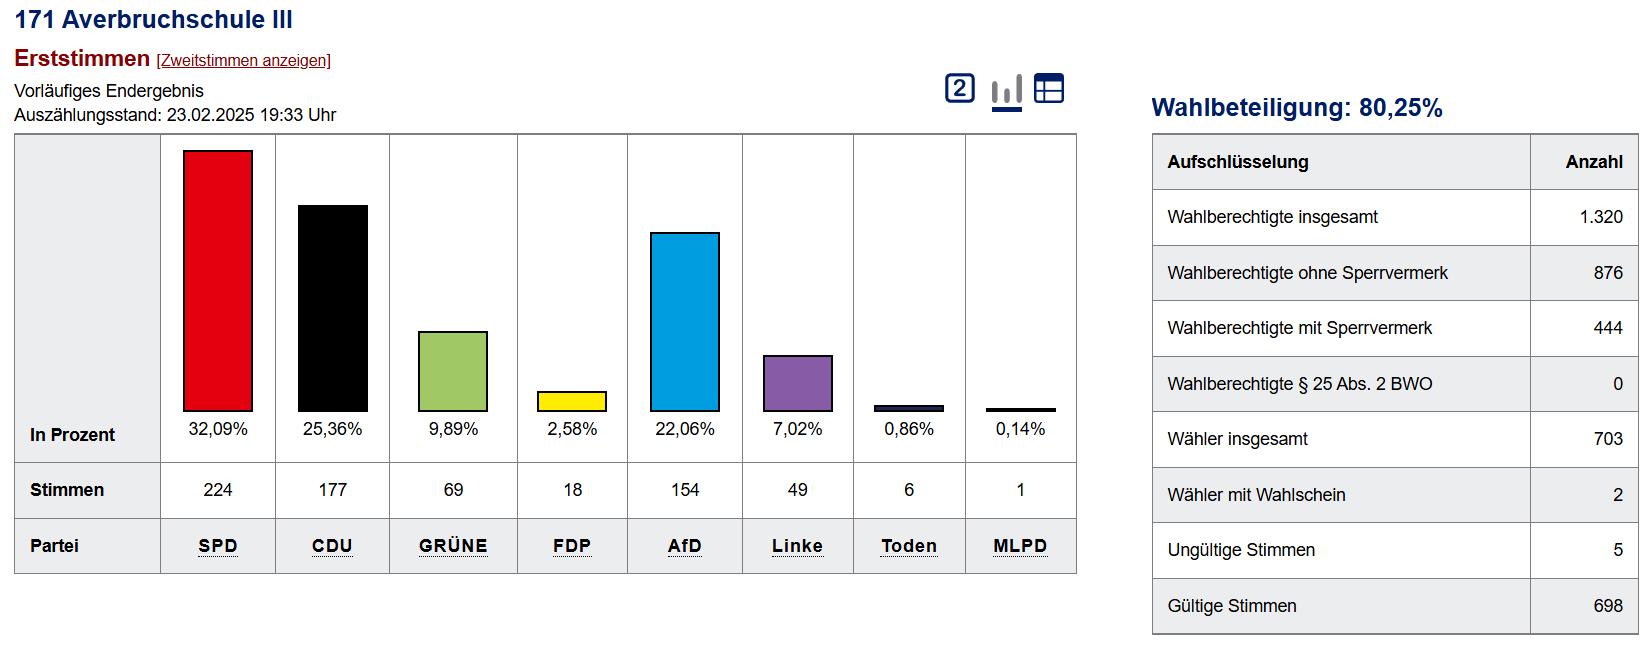 171 Averbruchschule III
Erststimmen [Zweitstimmen anzeigen]
Vorläufiges Endergebnis
Auszählungsstand: 23.02.2025 19:33 Uhr
2
In Prozent 32,09% 25,36% 9,89% 2,58% 22,06% 7,02% 0,86% 0,14%
Stimmen 224 177 69 18 154 49 6 1
Partei SPD CDU GRÜNE FDP AfD Linke Toden MLPD
Wahlbeteiligung: 80,25%
Aufschlüsselung Anzahl
Wahlberechtigte insgesamt 1.320
Wahlberechtigte ohne Sperrvermerk 876
Wahlberechtigte mit Sperrvermerk 444
Wahlberechtigte § 25 Abs. 2 BWO 0
Wähler insgesamt 703
Wähler mit Wahlschein 2
Ungültige Stimmen 5
Gültige Stimmen 698